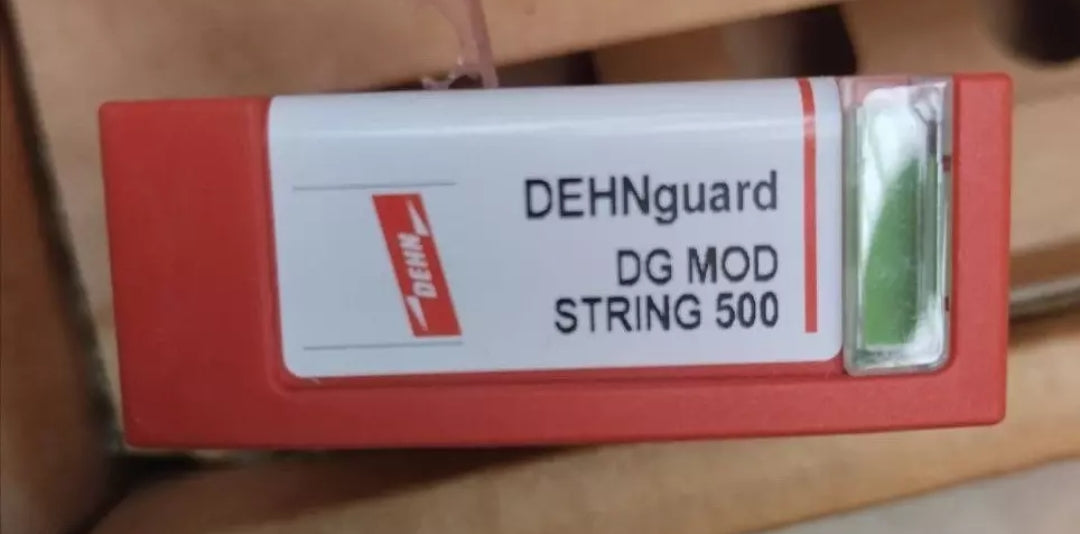 DEHN
DEHNguard
DG MOD
STRING 500